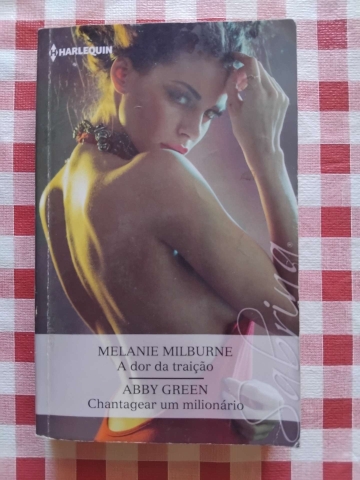 HARLEQUIN
Sabrina
MELANIE MILBURNE
A dor da traição
ABBY GREEN
Chantagear um milionário